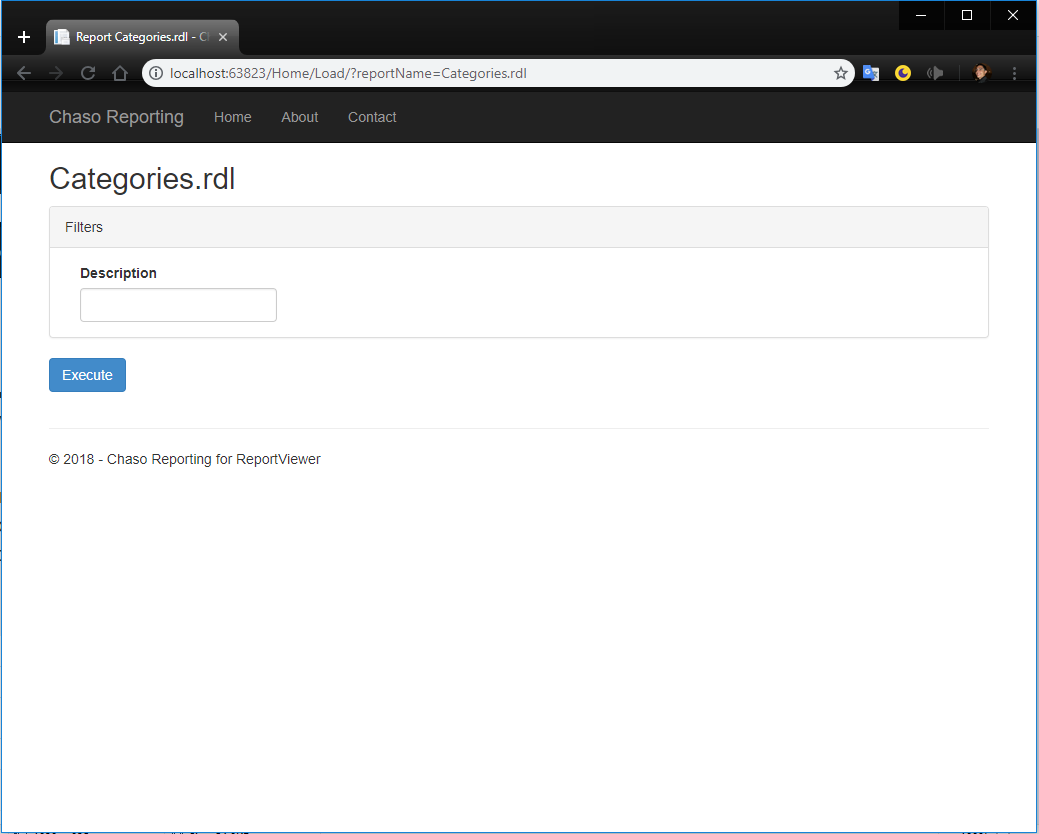 Report Categories.rdl - C
localhost:63823/Home/Load/?reportName=Categories.rdl
Chaso Reporting Home About Contact
Categories.rdl
Filters
Description
Execute
© 2018 - Chaso Reporting for ReportViewer